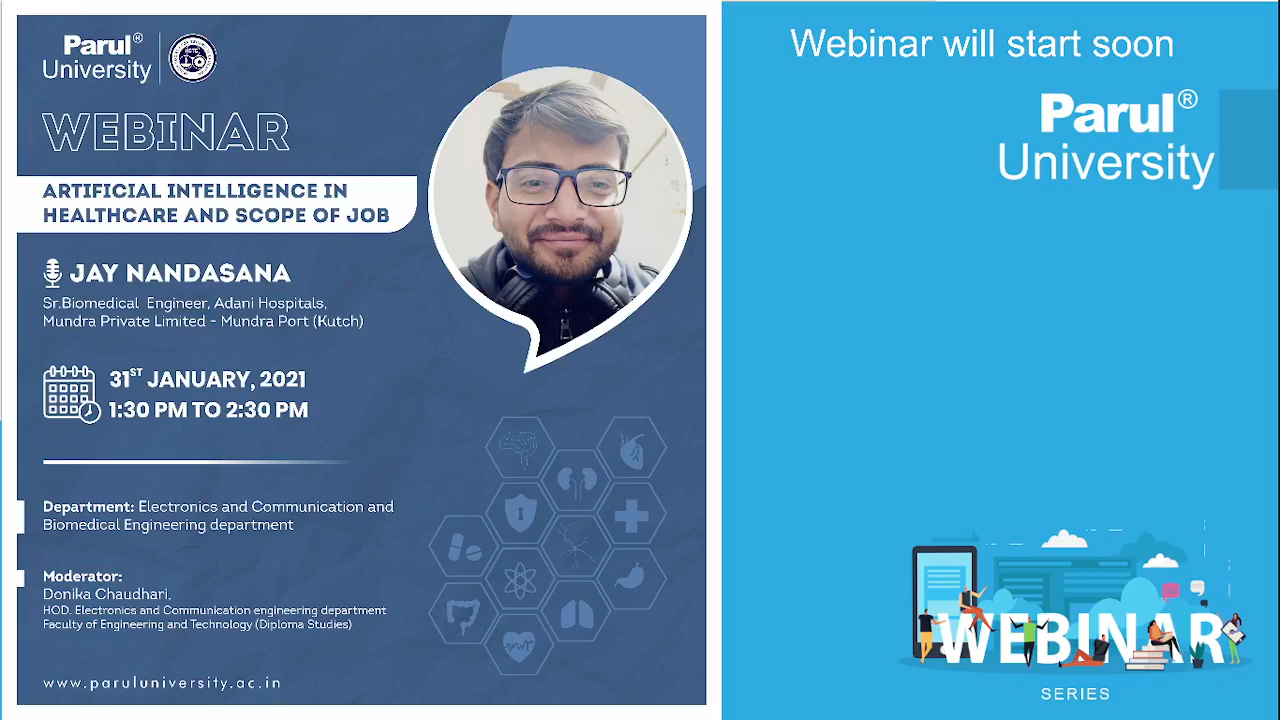 Parul®
University
WEBINAR
ARTIFICIAL INTELLIGENCE IN
HEALTHCARE AND SCOPE OF JOB
JAY NANDASANA
Sr.Biomedical Engineer, Adani Hospitals,
Mundra Private Limited - Mundra Port (Kutch)
31ST JANUARY, 2021
1:30 PM TO 2:30 PM
Department: Electronics and Communication and
Biomedical Engineering department
Moderator:
Donika Chaudhari,
HOD. Electronics and Communication engineering department
Faculty of Engineering and Technology (Diploma Studies)
www.paruluniversity.ac.in
Webinar will start soon
Parul®
University
WEBINAR
SERIES